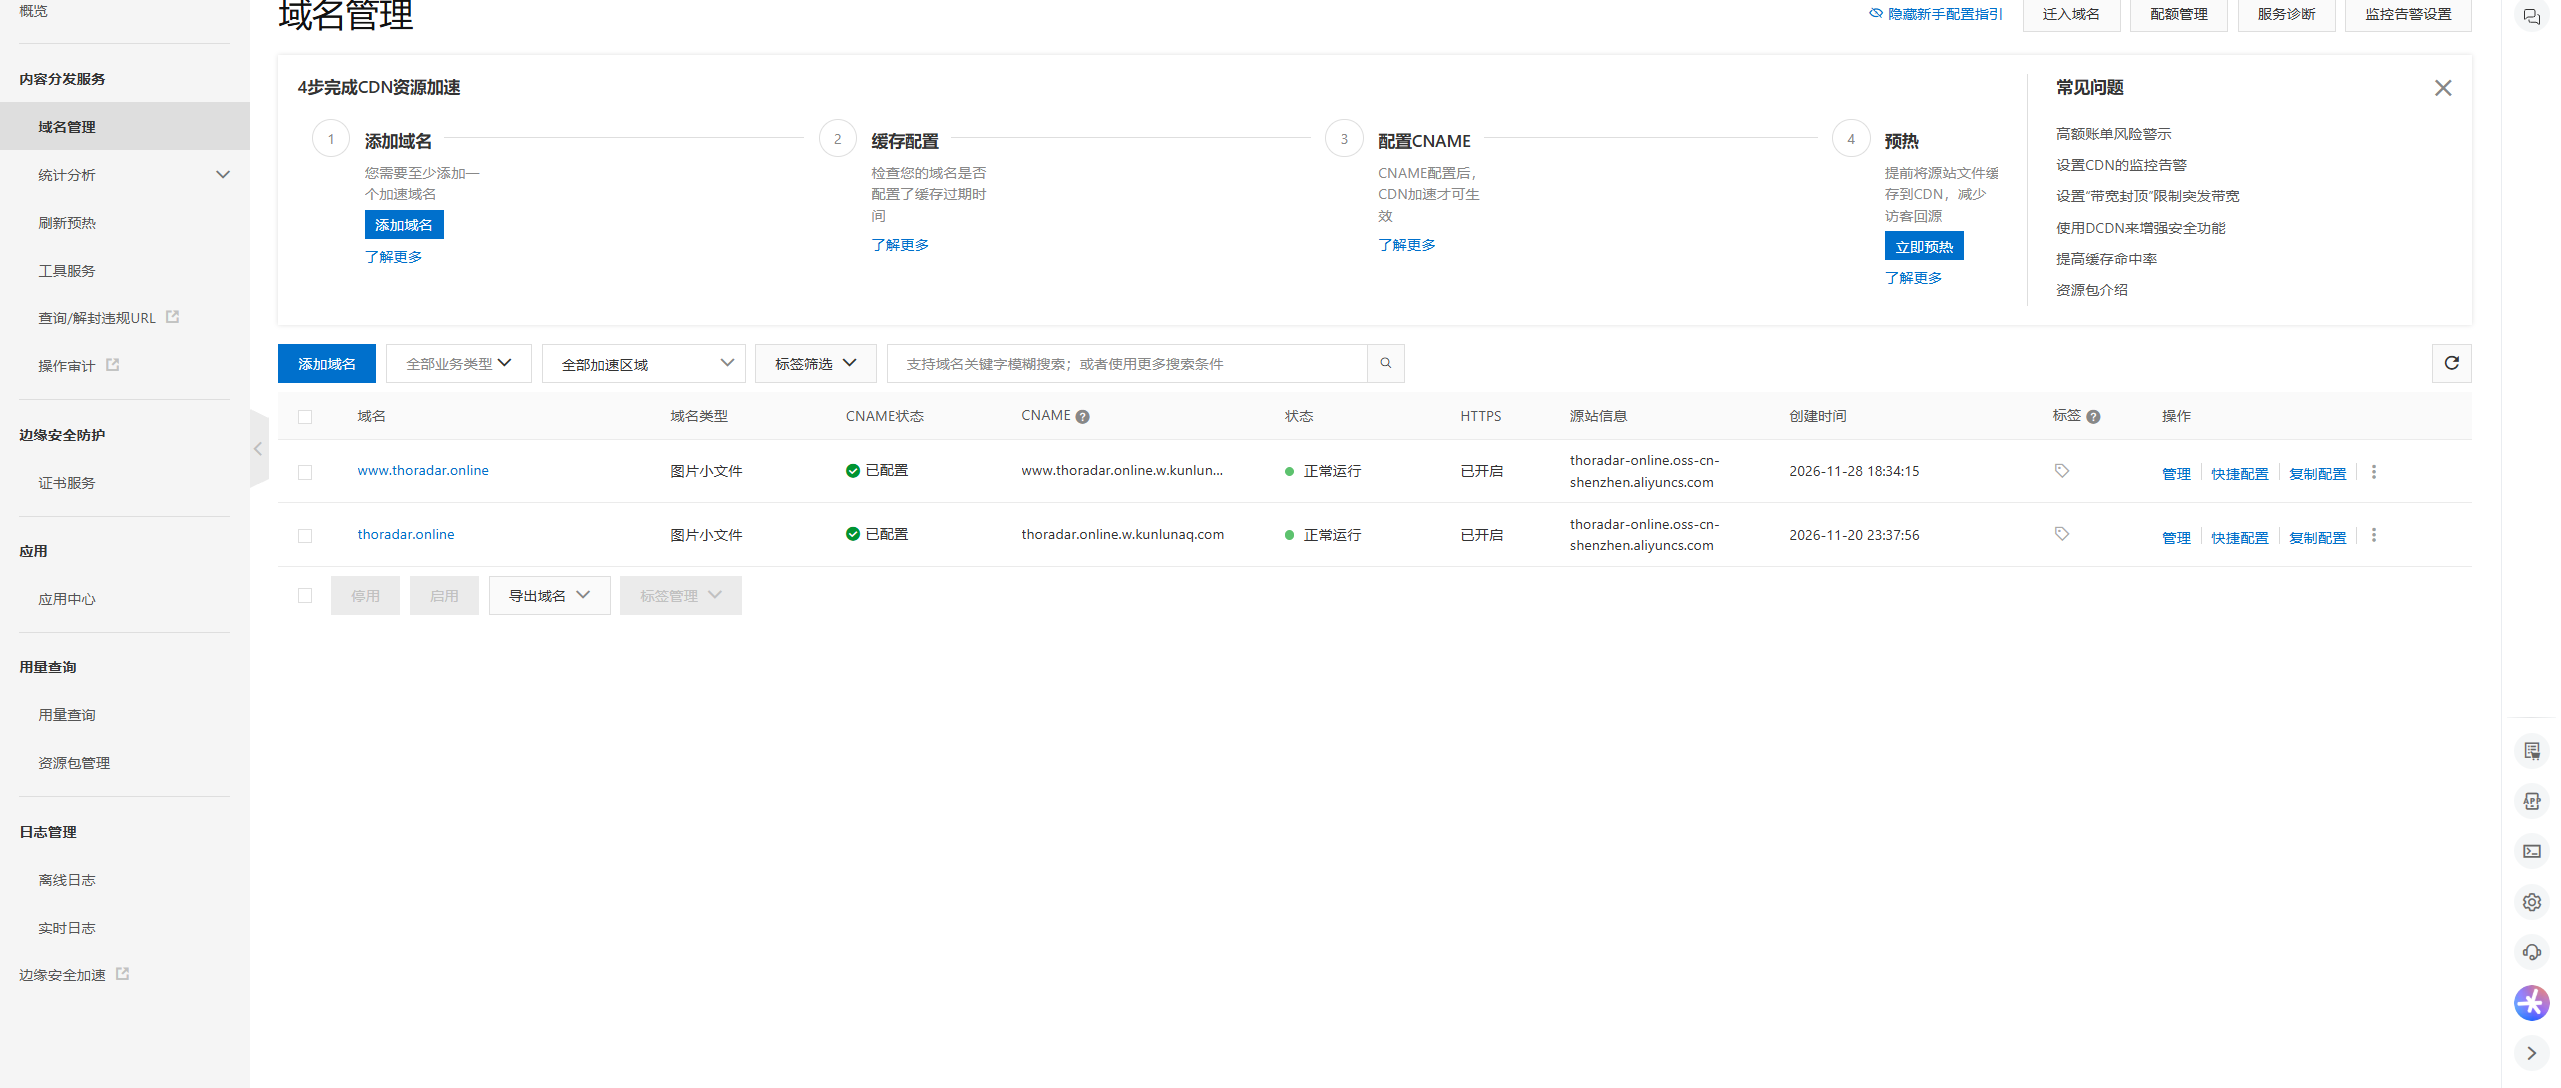 概览
内容分发服务
域名管理
统计分析
刷新预热
工具服务
查询/解封违规URL
操作审计
边缘安全防护
证书服务
应用
应用中心
用量查询
用量查询
资源包管理
日志管理
离线日志
实时日志
边缘安全加速
域名管理
隐藏新手配置指引
迁入域名
配额管理
服务诊断
监控告警设置
4步完成CDN资源加速
1
添加域名
您需要至少添加一
个加速域名
添加域名
了解更多
2
缓存配置
检查您的域名是否
配置了缓存过期时
间
了解更多
3
配置CNAME
CNAME配置后，
CDN加速才可生
效
了解更多
4
预热
提前将源站文件缓
存到CDN，减少
访客回源
立即预热
了解更多
常见问题
高额账单风险警示
设置CDN的监控告警
设置“带宽封顶”限制突发带宽
使用DCDN来增强安全功能
提高缓存命中率
资源包介绍
添加域名
全部业务类型
全部加速区域
标签筛选
支持域名关键字模糊搜索；或者使用更多搜索条件
域名 域名类型 CNAME状态 CNAME 状态 HTTPS 源站信息 创建时间 标签 操作
www.thoradar.online 图片小文件 已配置 www.thoradar.online.w.kunlun... 正常运行 已开启 thoradar-online.oss-cn-
shenzhen.aliyuncs.com 2026-11-28 18:34:15 管理 快捷配置 复制配置
thoradar.online 图片小文件 已配置 thoradar.online.w.kunlunaq.com 正常运行 已开启 thoradar-online.oss-cn-
shenzhen.aliyuncs.com 2026-11-20 23:37:56 管理 快捷配置 复制配置
停用
启用
导出域名
标签管理
APP